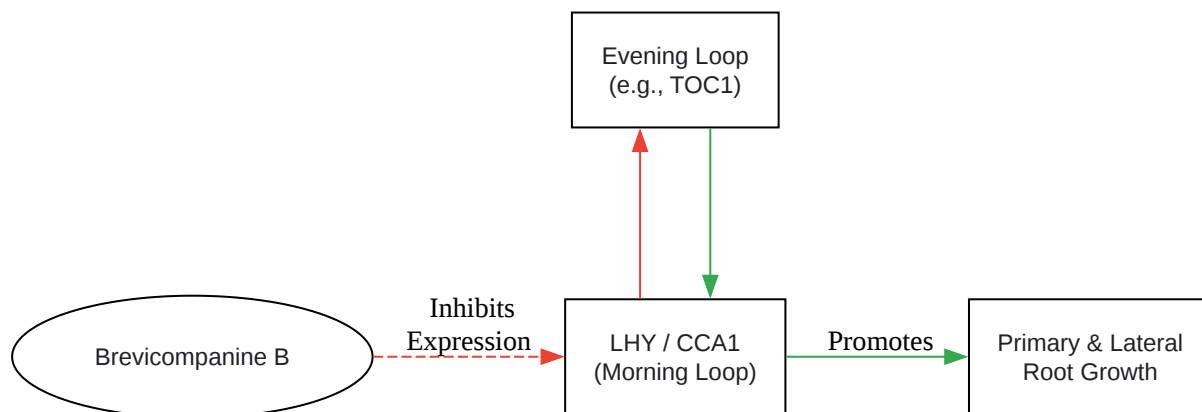 Evening Loop
(e.g., TOC1)
Inhibits
Expression
Brevicompanine B
LHY / CCA1
(Morning Loop)
Promotes
Primary & Lateral
Root Growth